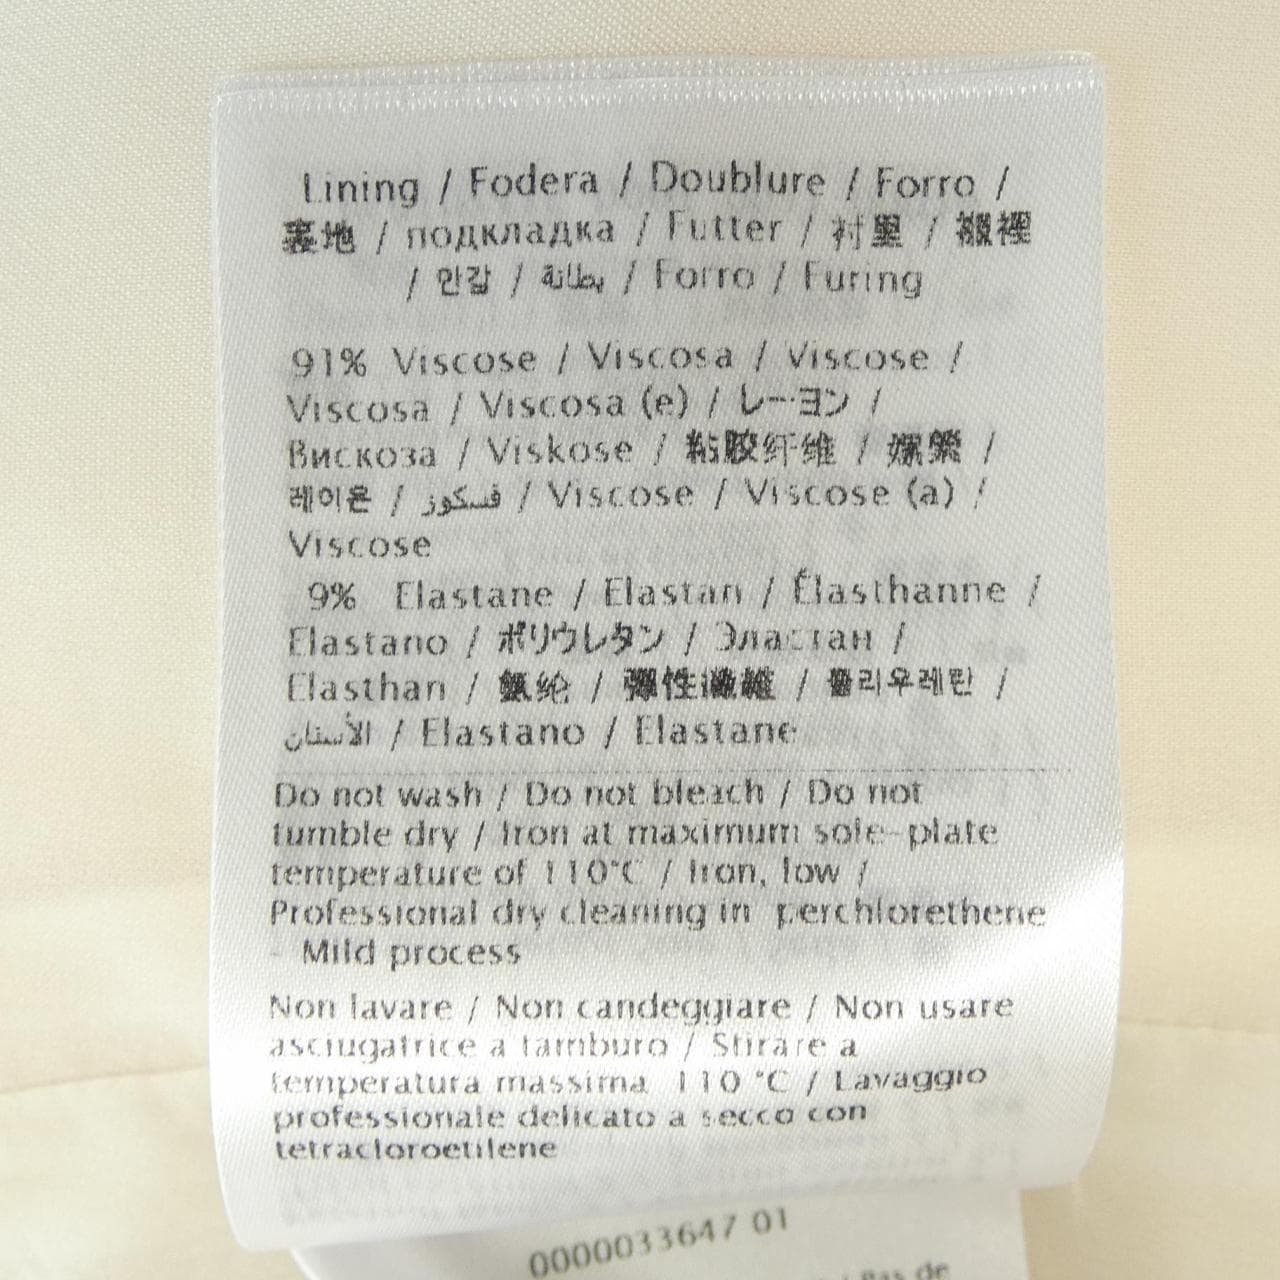 Lining / Fodera / Doublure / Forro /
裏地 / подкладка / Futter / 衬里 / 襯裡
/ 안감 / بطانة / Forro / Furing
91% Viscose / Viscosa / Viscose /
Viscosa / Viscosa (e) / レーヨン /
Вискоза / Viskose / 粘胶纤维 / 嫘縈 /
레이온 / فسكوز / Viscose / Viscose (a) /
Viscose
9% Elastane / Elastan / Élasthanne /
Elastano / ポリウレタン / Эластан /
Elasthan / 氨纶 / 彈性纖維 / 폴리우레탄 /
الأستان / Elastano / Elastane
Do not wash / Do not bleach / Do not
tumble dry / Iron at maximum sole-plate
temperature of 110°C / Iron, low /
Professional dry cleaning in perchlorethene
- Mild process
Non lavare / Non candeggiare / Non usare
asciugatrice a tamburo / Stirare a
temperatura massima 110 °C / Lavaggio
professionale delicato a secco con
tetracloroetilene
0000033647 01
/ Pas de